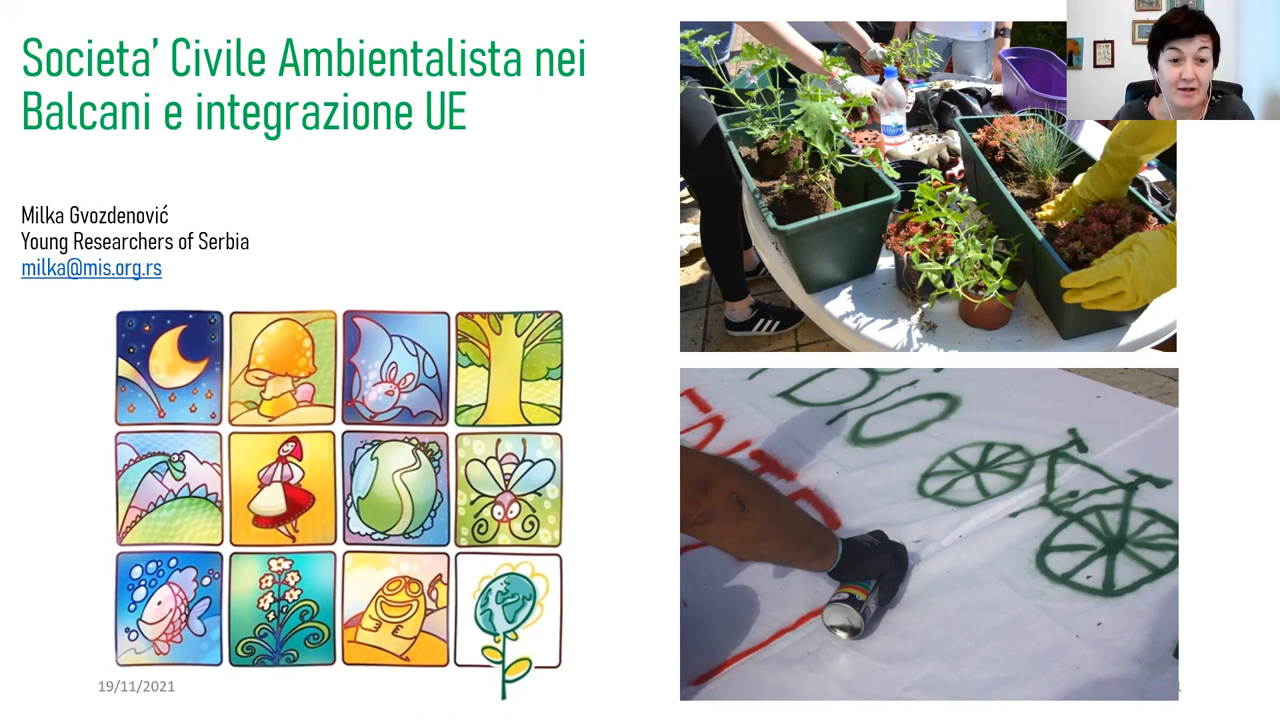 Societa’ Civile Ambientalista nei
Balcani e integrazione UE
Milka Gvozdenović
Young Researchers of Serbia
milka@mis.org.rs
19/11/2021